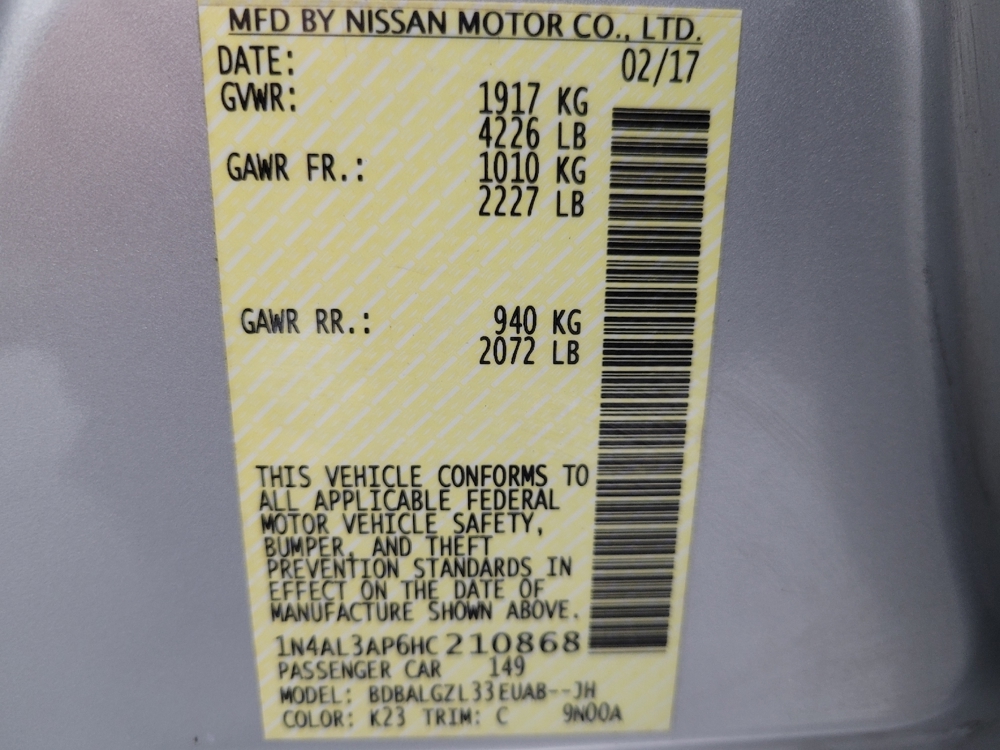 MFD BY NISSAN MOTOR CO., LTD.
DATE: 02/17
GVWR: 1917 KG
4226 LB
GAWR FR.: 1010 KG
2227 LB
GAWR RR.: 940 KG
2072 LB
THIS VEHICLE CONFORMS TO
ALL APPLICABLE FEDERAL
MOTOR VEHICLE SAFETY,
BUMPER, AND THEFT
PREVENTION STANDARDS IN
EFFECT ON THE DATE OF
MANUFACTURE SHOWN ABOVE.
1N4AL3AP6HC210868
PASSENGER CAR 149
MODEL: BDBALGZL33EUAB--JH
COLOR: K23 TRIM: C 9N00A